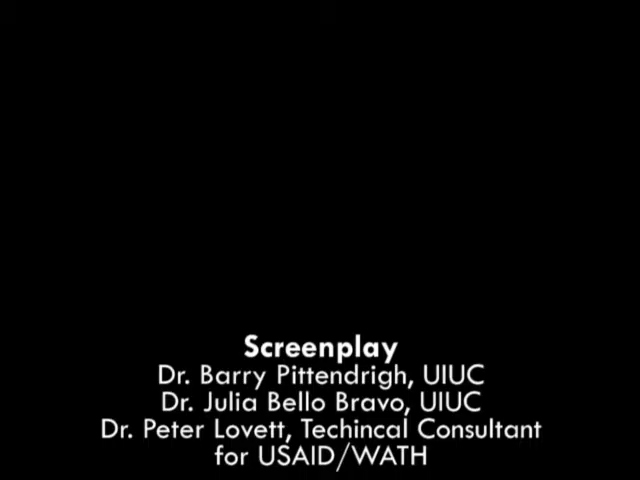 Screenplay
Dr. Barry Pittendrigh, UIUC
Dr. Julia Bello Bravo, UIUC
Dr. Peter Lovett, Techincal Consultant
for USAID/WATH